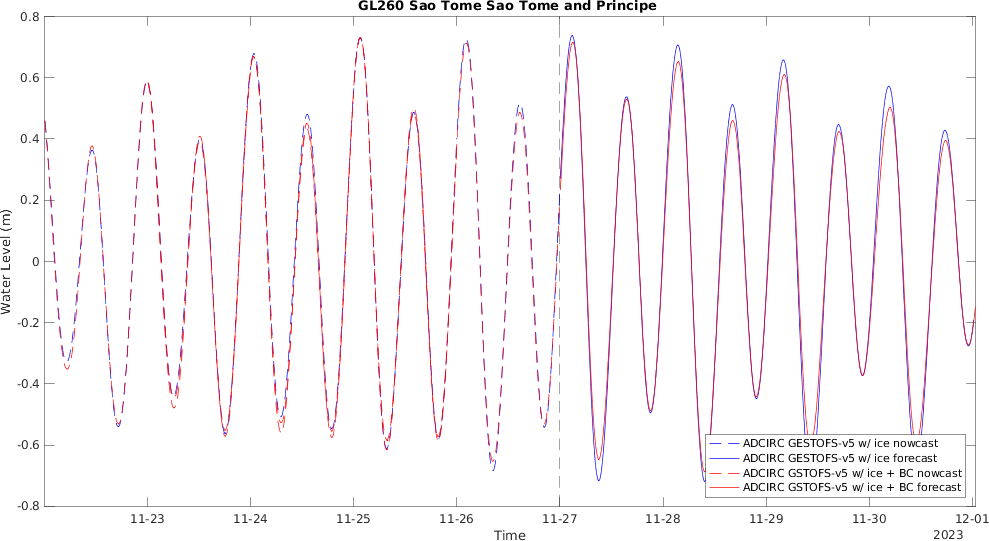 GL260 Sao Tome Sao Tome and Principe
Water Level (m)
0.8
0.6
0.4
0.2
0
-0.2
-0.4
-0.6
-0.8
ADCIRC GESTOFS-v5 w/ ice nowcast
ADCIRC GESTOFS-v5 w/ ice forecast
ADCIRC GSTOFS-v5 w/ ice + BC nowcast
ADCIRC GSTOFS-v5 w/ ice + BC forecast
11-23 11-24 11-25 11-26 11-27 11-28 11-29 11-30 12-01
Time
2023